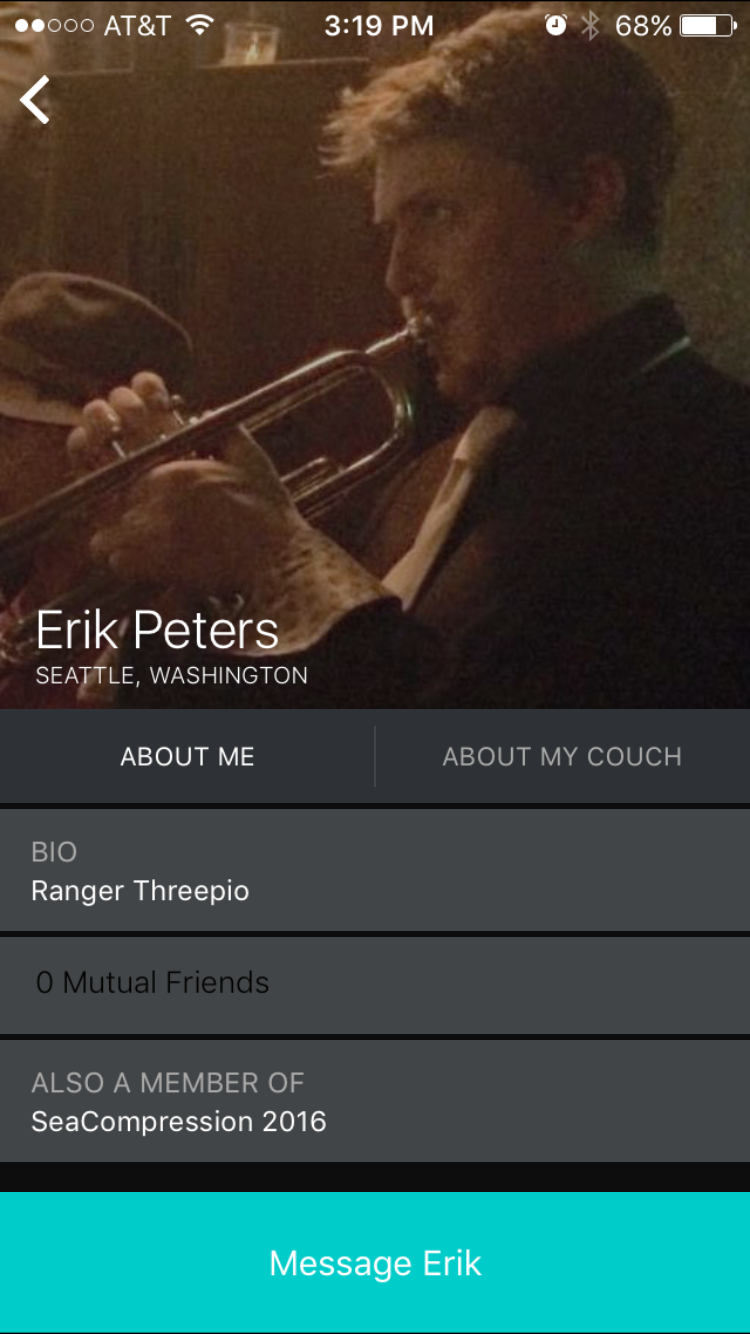 AT&T 3:19 PM 68%
Erik Peters
SEATTLE, WASHINGTON
ABOUT ME ABOUT MY COUCH
BIO
Ranger Threepio
0 Mutual Friends
ALSO A MEMBER OF
SeaCompression 2016
Message Erik